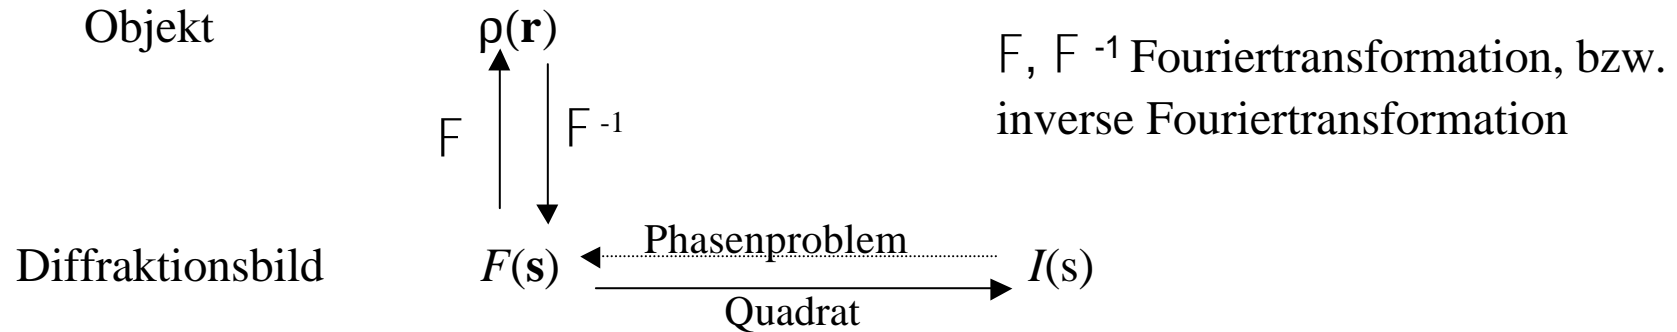 Objekt ρ(r)
F, F -1 Fouriertransformation, bzw.
inverse Fouriertransformation
F F -1
Phasenproblem
Diffraktionsbild F(s) I(s)
Quadrat